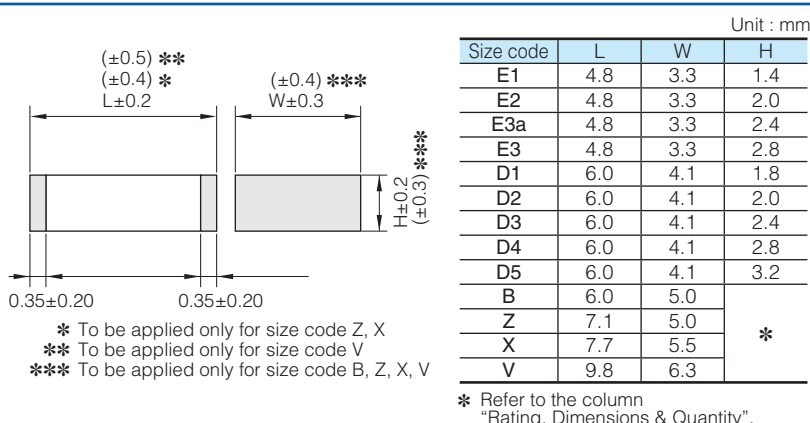 Unit : mm
(±0.5) ✻✻
(±0.4) ✻
L±0.2
(±0.4) ✻✻✻
W±0.3
H±0.2
(±0.3) ✻✻✻
0.35±0.20 0.35±0.20
✻ To be applied only for size code Z, X
✻✻ To be applied only for size code V
✻✻✻ To be applied only for size code B, Z, X, V
Size code L W H
E1 4.8 3.3 1.4
E2 4.8 3.3 2.0
E3a 4.8 3.3 2.4
E3 4.8 3.3 2.8
D1 6.0 4.1 1.8
D2 6.0 4.1 2.0
D3 6.0 4.1 2.4
D4 6.0 4.1 2.8
D5 6.0 4.1 3.2
B 6.0 5.0
Z 7.1 5.0
✻
X 7.7 5.5
V 9.8 6.3
✻ Refer to the column
“Rating, Dimensions & Quantity”.